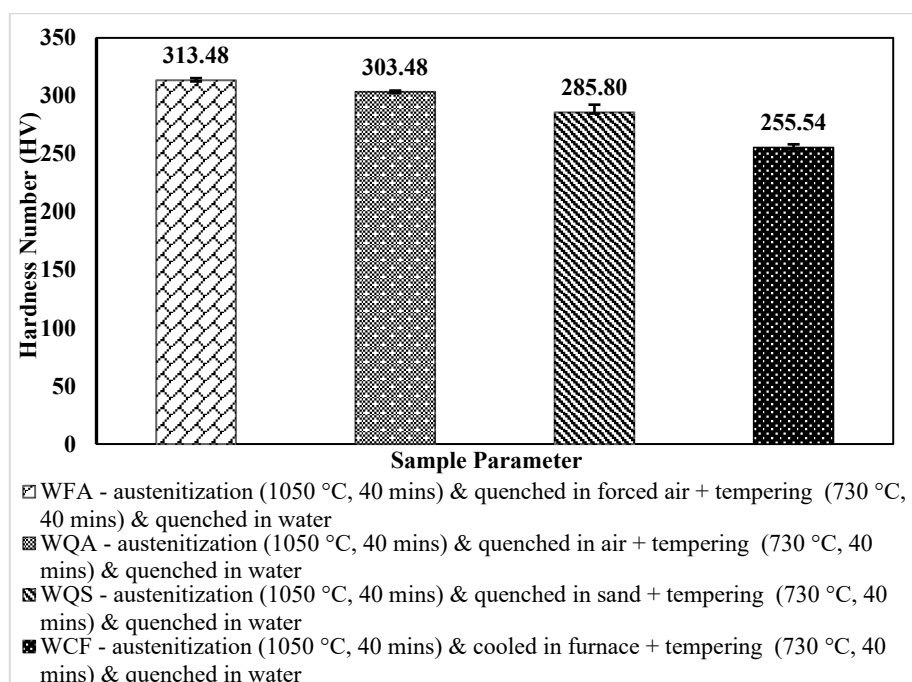 350
313.48
303.48
300
285.80
255.54
250
200
150
100
50
0
Hardness Number (HV)
Sample Parameter
WFA - austenitization (1050 °C, 40 mins) & quenched in forced air + tempering (730 °C,
40 mins) & quenched in water
WQA - austenitization (1050 °C, 40 mins) & quenched in air + tempering (730 °C, 40
mins) & quenched in water
WQS - austenitization (1050 °C, 40 mins) & quenched in sand + tempering (730 °C, 40
mins) & quenched in water
WCF - austenitization (1050 °C, 40 mins) & cooled in furnace + tempering (730 °C, 40
mins) & quenched in water